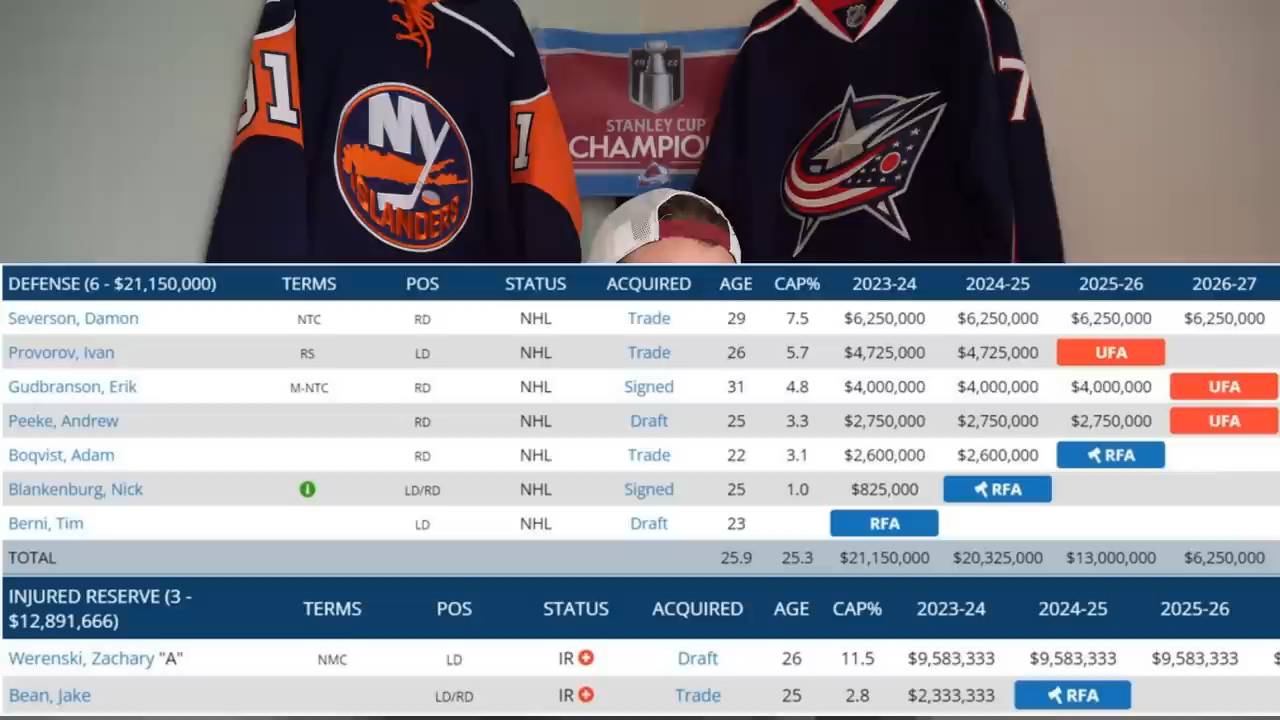 91
1
NY
ISLANDERS
2022
STANLEY CUP
CHAMPIO
7
DEFENSE (6 - $21,150,000) TERMS POS STATUS ACQUIRED AGE CAP% 2023-24 2024-25 2025-26 2026-27
Severson, Damon NTC RD NHL Trade 29 7.5 $6,250,000 $6,250,000 $6,250,000 $6,250,000
Provorov, Ivan RS LD NHL Trade 26 5.7 $4,725,000 $4,725,000 UFA
Gudbranson, Erik M-NTC RD NHL Signed 31 4.8 $4,000,000 $4,000,000 $4,000,000 UFA
Peeke, Andrew RD NHL Draft 25 3.3 $2,750,000 $2,750,000 $2,750,000 UFA
Boqvist, Adam RD NHL Trade 22 3.1 $2,600,000 $2,600,000 RFA
Blankenburg, Nick LD/RD NHL Signed 25 1.0 $825,000 RFA
Berni, Tim LD NHL Draft 23 RFA
TOTAL 25.9 25.3 $21,150,000 $20,325,000 $13,000,000 $6,250,000
INJURED RESERVE (3 -
$12,891,666) TERMS POS STATUS ACQUIRED AGE CAP% 2023-24 2024-25 2025-26
Werenski, Zachary "A" NMC LD IR Draft 26 11.5 $9,583,333 $9,583,333 $9,583,333 $
Bean, Jake LD/RD IR Trade 25 2.8 $2,333,333 RFA